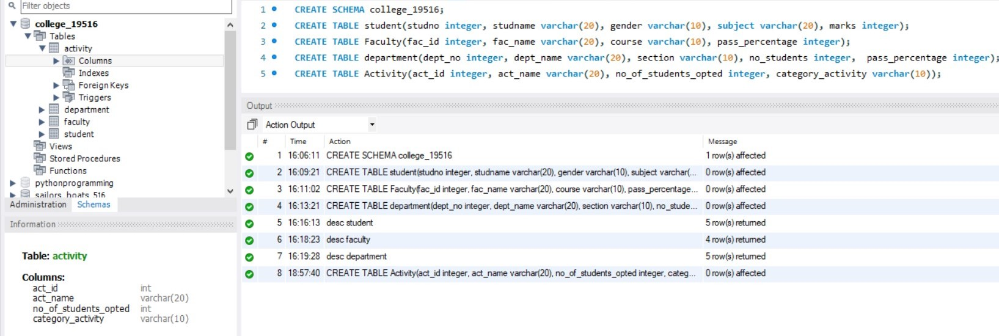 Filter objects
college_19516
Tables
activity
Columns
Indexes
Foreign Keys
Triggers
department
faculty
student
Views
Stored Procedures
Functions
pythonprogramming
sailors_boats_516
Administration Schemas
Information
Table: activity
Columns:
act_id int
act_name varchar(20)
no_of_students_opted int
category_activity varchar(10)
1 CREATE SCHEMA college_19516;
2 CREATE TABLE student(studno integer, studname varchar(20), gender varchar(10), subject varchar(20), marks integer);
3 CREATE TABLE Faculty(fac_id integer, fac_name varchar(20), course varchar(10), pass_percentage integer);
4 CREATE TABLE department(dept_no integer, dept_name varchar(20), section varchar(10), no_students integer, pass_percentage integer);
5 CREATE TABLE Activity(act_id integer, act_name varchar(20), no_of_students_opted integer, category_activity varchar(10));
Output
Action Output
# Time Action Message
1 16:06:11 CREATE SCHEMA college_19516 1 row(s) affected
2 16:09:21 CREATE TABLE student(studno integer, studname varchar(20), gender varchar(10), subject varchar(... 0 row(s) affected
3 16:11:02 CREATE TABLE Faculty(fac_id integer, fac_name varchar(20), course varchar(10), pass_percentage... 0 row(s) affected
4 16:13:21 CREATE TABLE department(dept_no integer, dept_name varchar(20), section varchar(10), no_stude... 0 row(s) affected
5 16:16:13 desc student 5 row(s) returned
6 16:18:23 desc faculty 4 row(s) returned
7 16:19:28 desc department 5 row(s) returned
8 18:57:40 CREATE TABLE Activity(act_id integer, act_name varchar(20), no_of_students_opted integer, categ... 0 row(s) affected